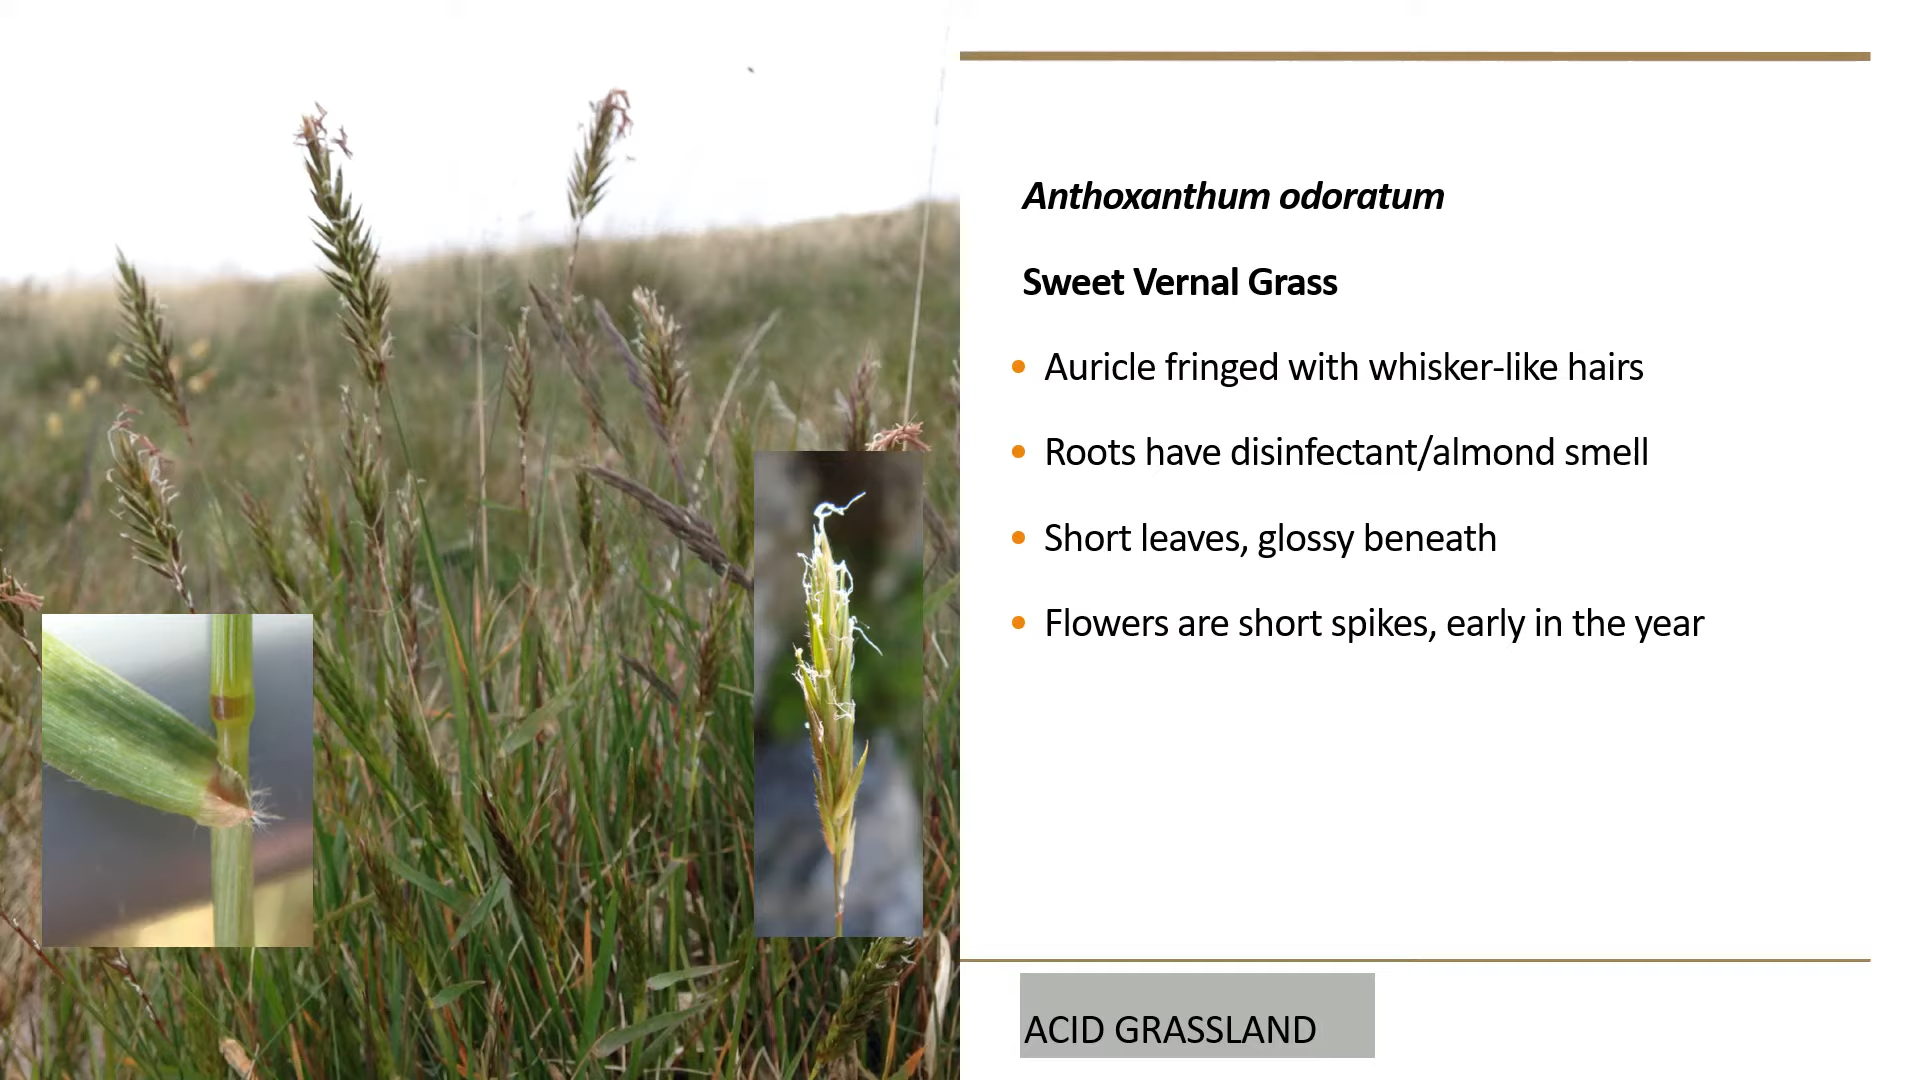 Anthoxanthum odoratum
Sweet Vernal Grass
• Auricle fringed with whisker-like hairs
• Roots have disinfectant/almond smell
• Short leaves, glossy beneath
• Flowers are short spikes, early in the year
ACID GRASSLAND